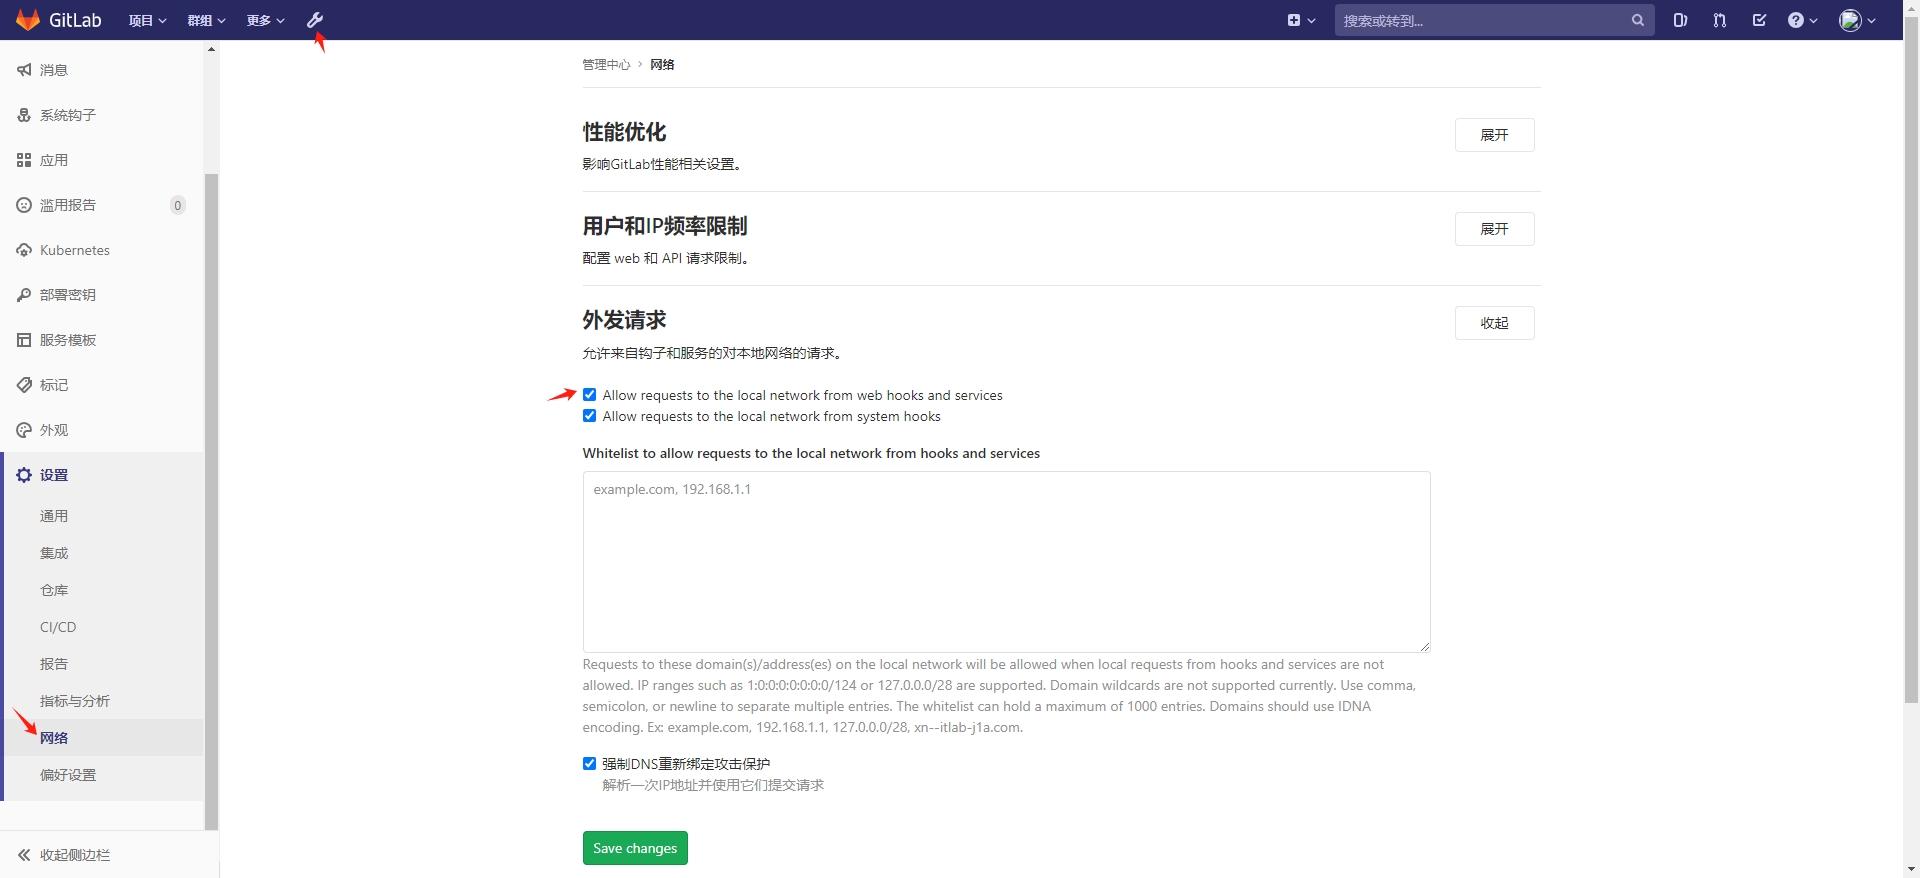 GitLab 项目 群组 更多 搜索或转到...
消息
系统钩子
应用
滥用报告 0
Kubernetes
部署密钥
服务模板
标记
外观
设置
通用
集成
仓库
CI/CD
报告
指标与分析
网络
偏好设置
收起侧边栏
管理中心 › 网络
性能优化
展开
影响GitLab性能相关设置。
用户和IP频率限制
展开
配置 web 和 API 请求限制。
外发请求
收起
允许来自钩子和服务的对本地网络的请求。
Allow requests to the local network from web hooks and services
Allow requests to the local network from system hooks
Whitelist to allow requests to the local network from hooks and services
example.com, 192.168.1.1
Requests to these domain(s)/address(es) on the local network will be allowed when local requests from hooks and services are not
allowed. IP ranges such as 1:0:0:0:0:0:0:0/124 or 127.0.0.0/28 are supported. Domain wildcards are not supported currently. Use comma,
semicolon, or newline to separate multiple entries. The whitelist can hold a maximum of 1000 entries. Domains should use IDNA
encoding. Ex: example.com, 192.168.1.1, 127.0.0.0/28, xn--itlab-j1a.com.
强制DNS重新绑定攻击保护
解析一次IP地址并使用它们提交请求
Save changes